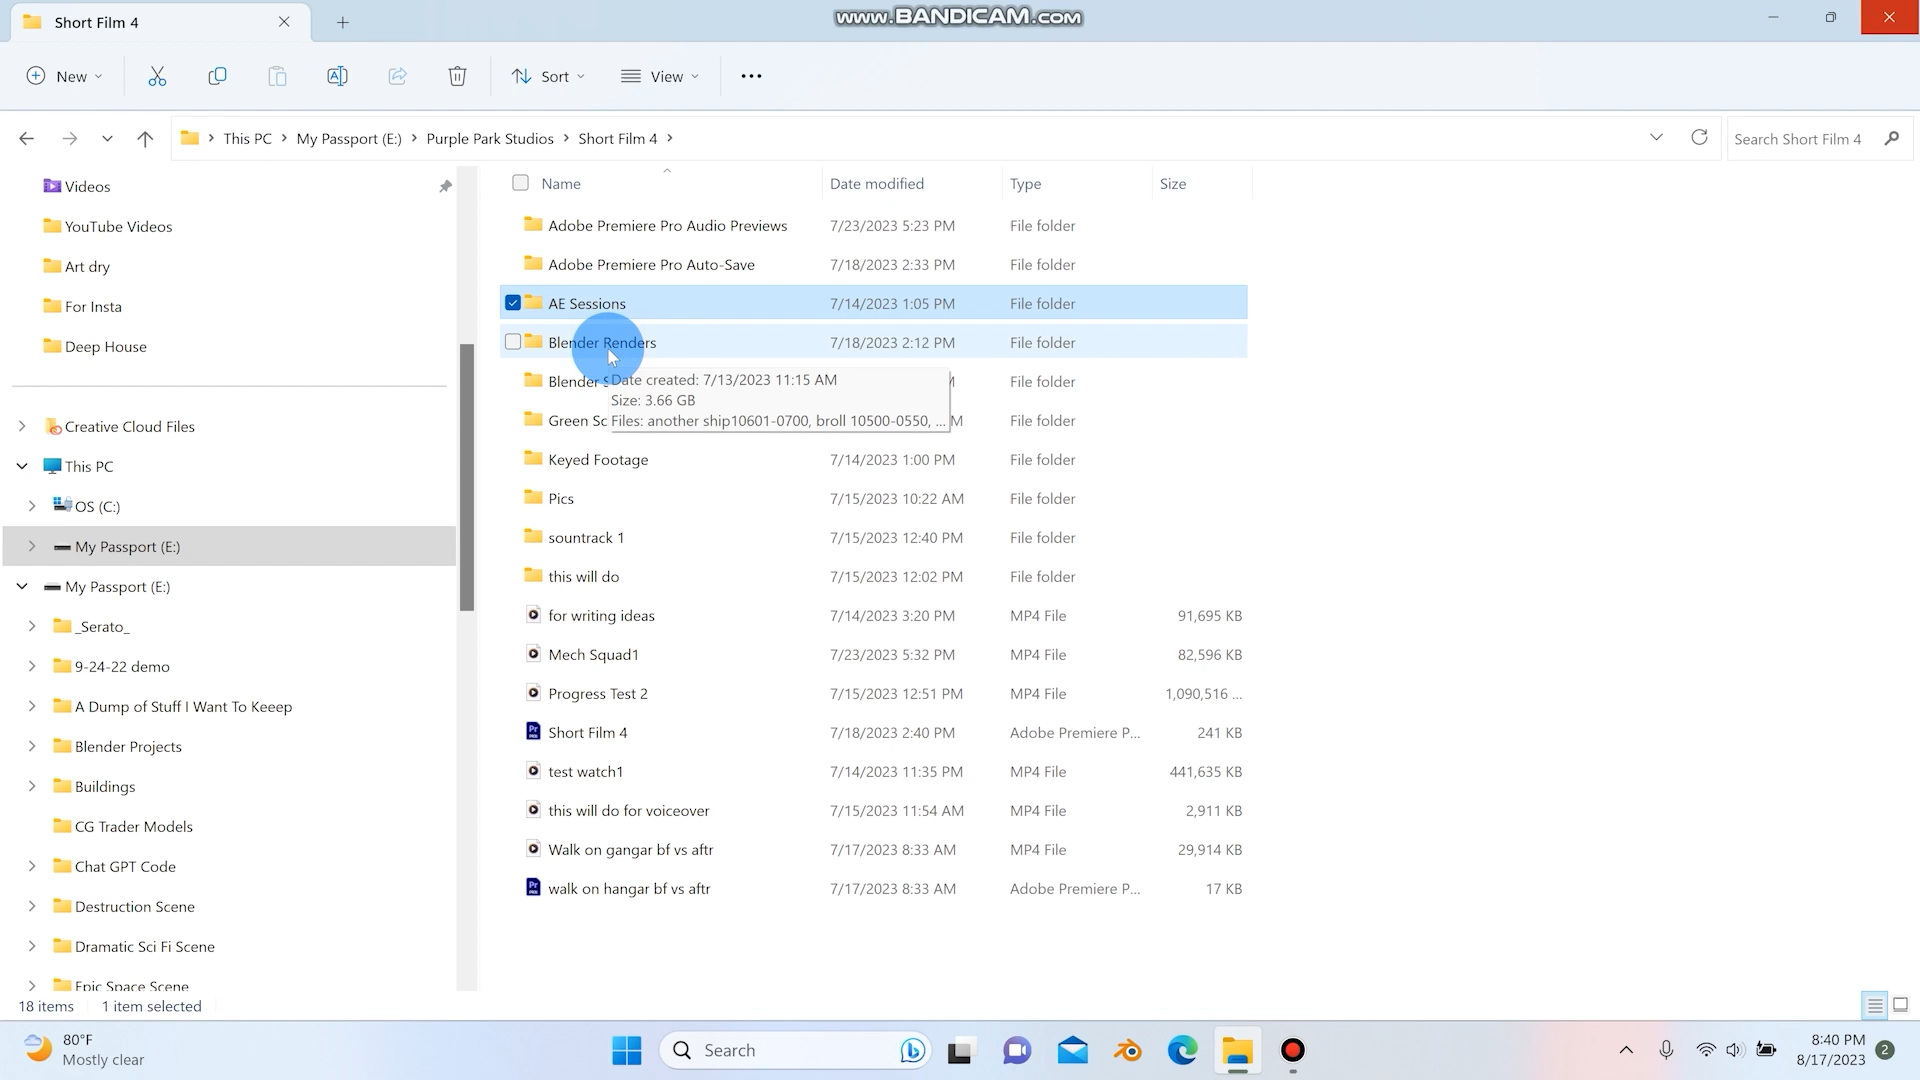 Short Film 4
www.BANDICAM.com
New
Sort
View
This PC
My Passport (E:)
Purple Park Studios
Short Film 4
Search Short Film 4
Videos
YouTube Videos
Art dry
For Insta
Deep House
Creative Cloud Files
This PC
OS (C:)
My Passport (E:)
My Passport (E:)
_Serato_
9-24-22 demo
A Dump of Stuff I Want To Keeep
Blender Projects
Buildings
CG Trader Models
Chat GPT Code
Destruction Scene
Dramatic Sci Fi Scene
Epic Space Scene
Name Date modified Type Size
Adobe Premiere Pro Audio Previews 7/23/2023 5:23 PM File folder
Adobe Premiere Pro Auto-Save 7/18/2023 2:33 PM File folder
AE Sessions 7/14/2023 1:05 PM File folder
Blender Renders 7/18/2023 2:12 PM File folder
Blender File folder
Date created: 7/13/2023 11:15 AM
Size: 3.66 GB
Files: another ship10601-0700, broll 10500-0550, ...
Green Sc File folder
Keyed Footage 7/14/2023 1:00 PM File folder
Pics 7/15/2023 10:22 AM File folder
sountrack 1 7/15/2023 12:40 PM File folder
this will do 7/15/2023 12:02 PM File folder
for writing ideas 7/14/2023 3:20 PM MP4 File 91,695 KB
Mech Squad1 7/23/2023 5:32 PM MP4 File 82,596 KB
Progress Test 2 7/15/2023 12:51 PM MP4 File 1,090,516 ...
Short Film 4 7/18/2023 2:40 PM Adobe Premiere P... 241 KB
test watch1 7/14/2023 11:35 PM MP4 File 441,635 KB
this will do for voiceover 7/15/2023 11:54 AM MP4 File 2,911 KB
Walk on gangar bf vs aftr 7/17/2023 8:33 AM MP4 File 29,914 KB
walk on hangar bf vs aftr 7/17/2023 8:33 AM Adobe Premiere P... 17 KB
18 items 1 item selected
80°F
Mostly clear
Search
8:40 PM
8/17/2023
2